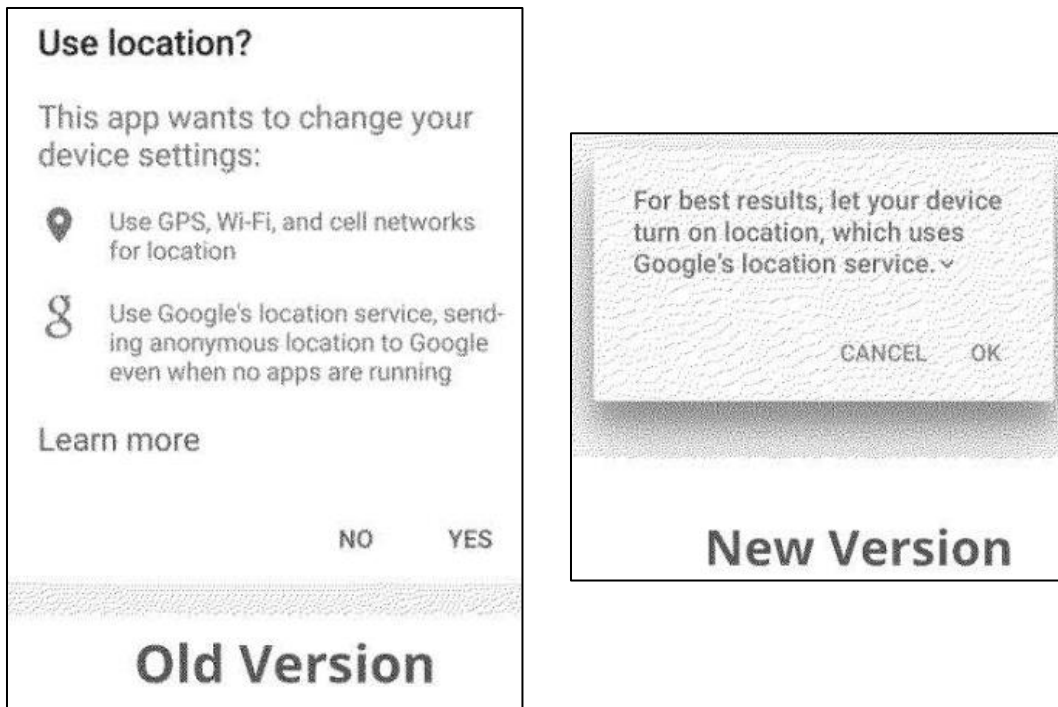 Use location?
This app wants to change your
device settings:
Use GPS, Wi-Fi, and cell networks
for location
g
Use Google's location service, send-
ing anonymous location to Google
even when no apps are running
Learn more
NO YES
Old Version
For best results, let your device
turn on location, which uses
Google's location service.
CANCEL OK
New Version